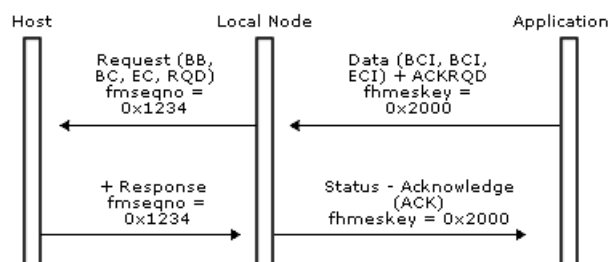 Host
Local Node
Application
Request (BB,
BC, EC, RQD)
fmseqno =
0x1234
Data (BCI, BCI,
ECI) + ACKRQD
fhmeskey =
0x2000
+ Response
fmseqno =
0x1234
Status - Acknowledge
(ACK)
fhmeskey = 0x2000